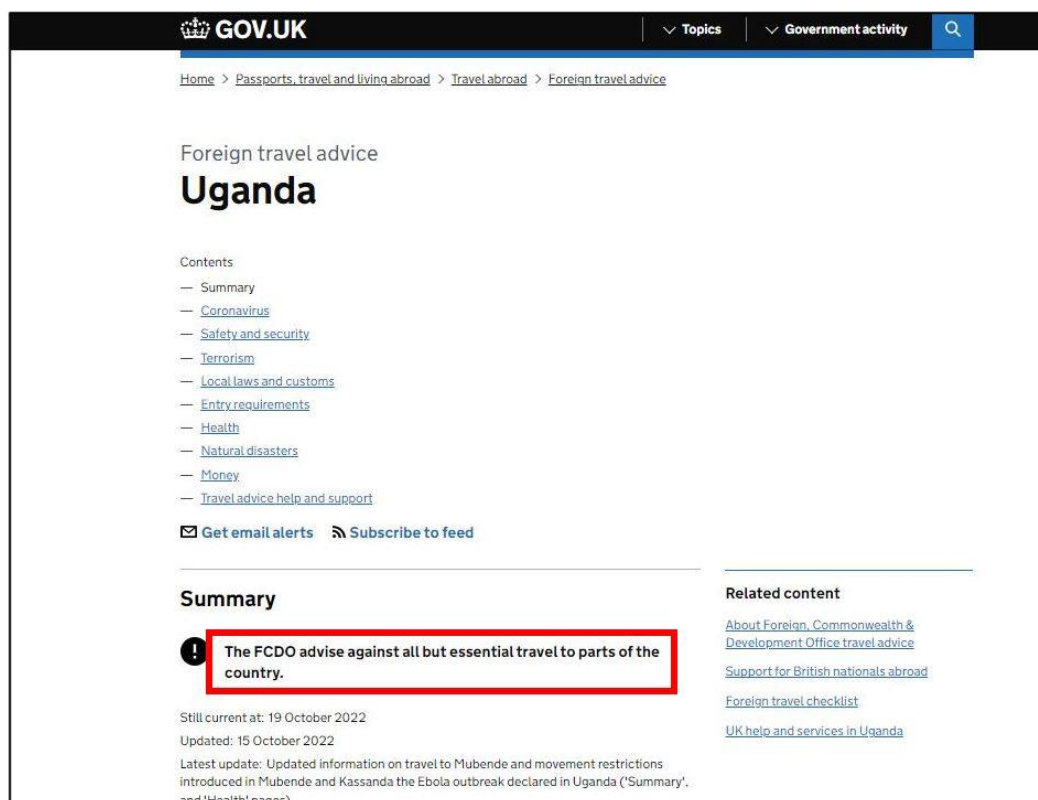 GOV.UK
Topics
Government activity
Home > Passports, travel and living abroad > Travel abroad > Foreign travel advice
Foreign travel advice
Uganda
Contents
— Summary
— Coronavirus
— Safety and security
— Terrorism
— Local laws and customs
— Entry requirements
— Health
— Natural disasters
— Money
— Travel advice help and support
Get email alerts Subscribe to feed
Summary
! The FCDO advise against all but essential travel to parts of the
country.
Still current at: 19 October 2022
Updated: 15 October 2022
Latest update: Updated information on travel to Mubende and movement restrictions
introduced in Mubende and Kassanda the Ebola outbreak declared in Uganda ('Summary'.
and 'Health' pages)
Related content
About Foreign, Commonwealth &
Development Office travel advice
Support for British nationals abroad
Foreign travel checklist
UK help and services in Uganda